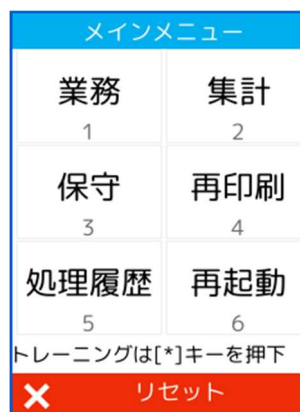 メインメニュー
業務 集計
1 2
保守 再印刷
3 4
処理履歴 再起動
5 6
トレーニングは[*]キーを押下
リセット